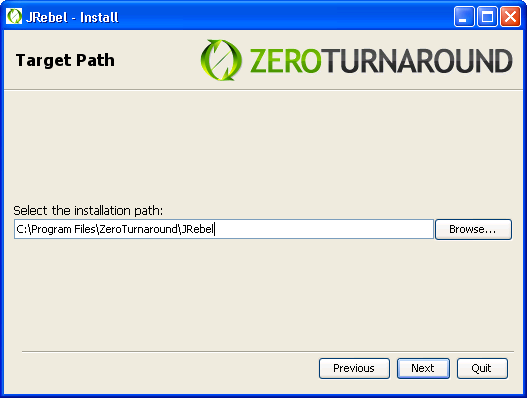 JRebel - Install
Target Path
ZEROTURNAROUND
Select the installation path:
C:\Program Files\ZeroTurnaround\JRebel
Browse...
Previous
Next
Quit